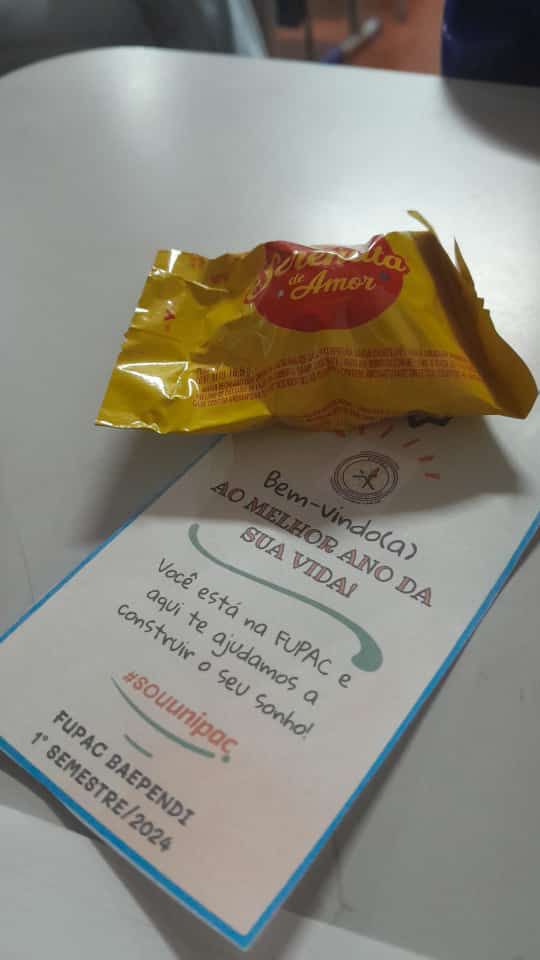 Serenata
de
Amor
Bem-vindo(a)
AO MELHOR ANO DA
SUA VIDA!
Você está na FUPAC e
aqui te ajudamos a
construir o seu sonho!
#souunipac
FUPAC BAEPENDI
1º SEMESTRE/2024